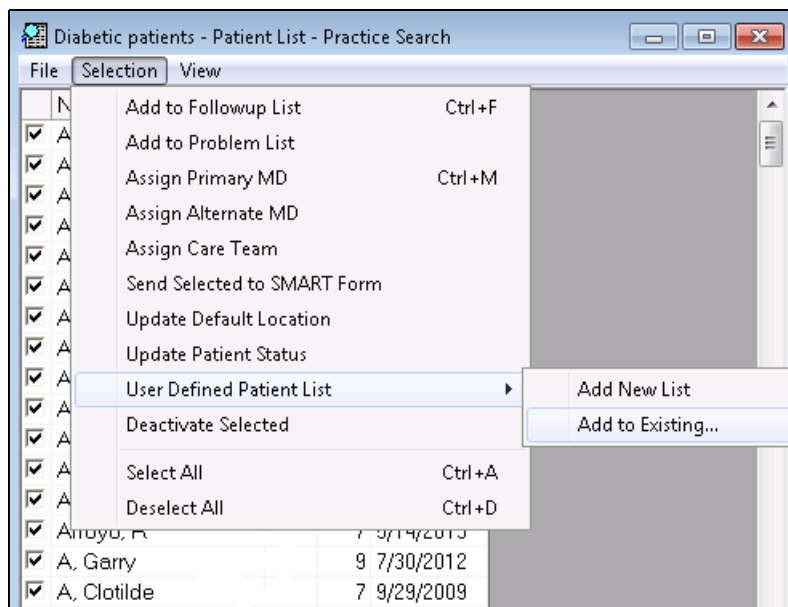 Diabetic patients - Patient List - Practice Search
File Selection View
N
A
Add to Followup List Ctrl+F
A
Add to Problem List
A
Assign Primary MD Ctrl+M
A
Assign Alternate MD
A
Assign Care Team
A
Send Selected to SMART Form
A
Update Default Location
A
Update Patient Status
A
User Defined Patient List Add New List
A
Deactivate Selected Add to Existing...
A
A
Select All Ctrl+A
A
Deselect All Ctrl+D
A, Garry 9 7/30/2012
A, Clotilde 7 9/29/2009